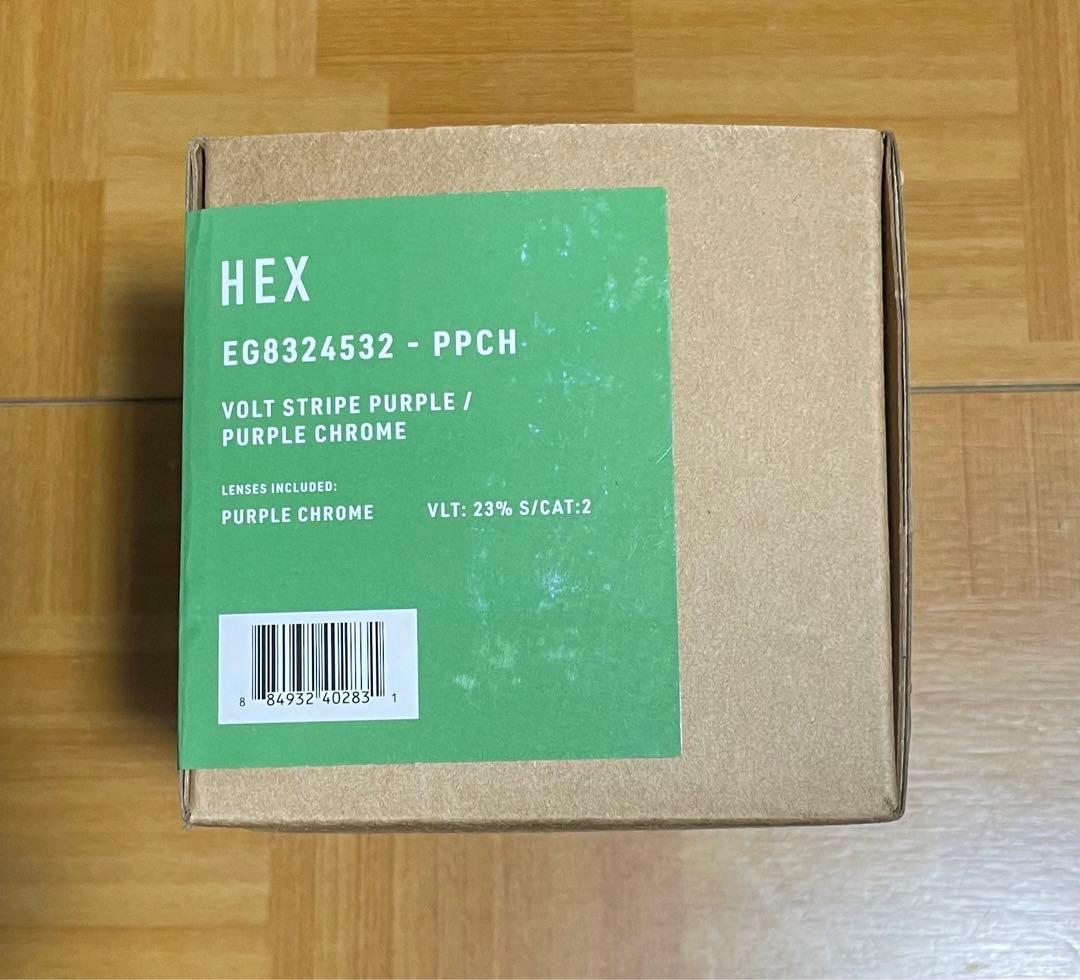 HEX
EG8324532 - PPCH
VOLT STRIPE PURPLE /
PURPLE CHROME
LENSES INCLUDED:
PURPLE CHROME VLT: 23% S/CAT:2
8 84932 40283 1